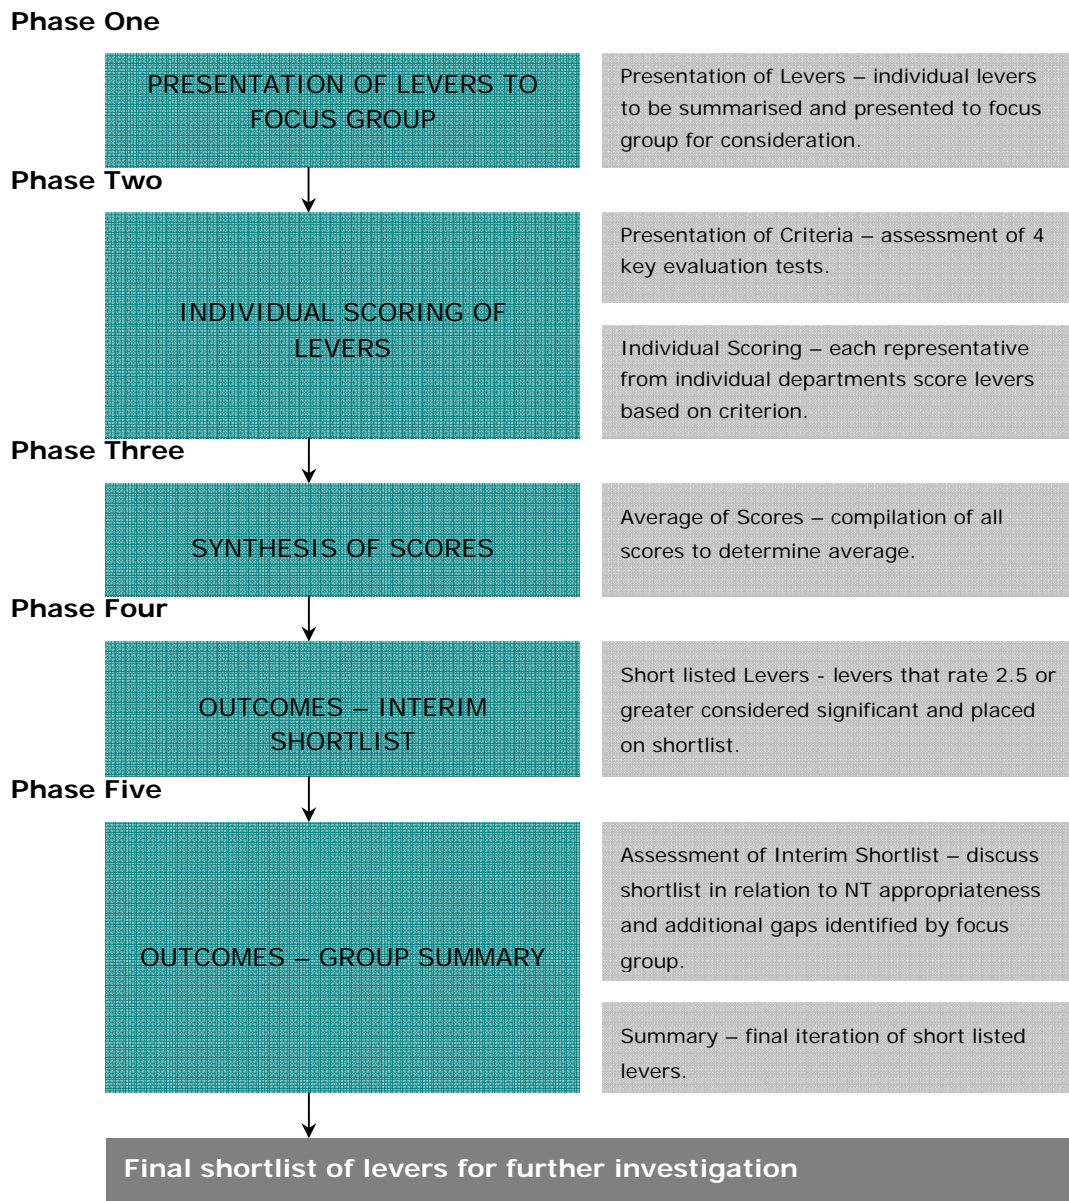 Phase One
PRESENTATION OF LEVERS TO
FOCUS GROUP
Presentation of Levers – individual levers
to be summarised and presented to focus
group for consideration.
Phase Two
INDIVIDUAL SCORING OF
LEVERS
Presentation of Criteria – assessment of 4
key evaluation tests.
Individual Scoring – each representative
from individual departments score levers
based on criterion.
Phase Three
SYNTHESIS OF SCORES
Average of Scores – compilation of all
scores to determine average.
Phase Four
OUTCOMES – INTERIM
SHORTLIST
Short listed Levers - levers that rate 2.5 or
greater considered significant and placed
on shortlist.
Phase Five
OUTCOMES – GROUP SUMMARY
Assessment of Interim Shortlist – discuss
shortlist in relation to NT appropriateness
and additional gaps identified by focus
group.
Summary – final iteration of short listed
levers.
Final shortlist of levers for further investigation